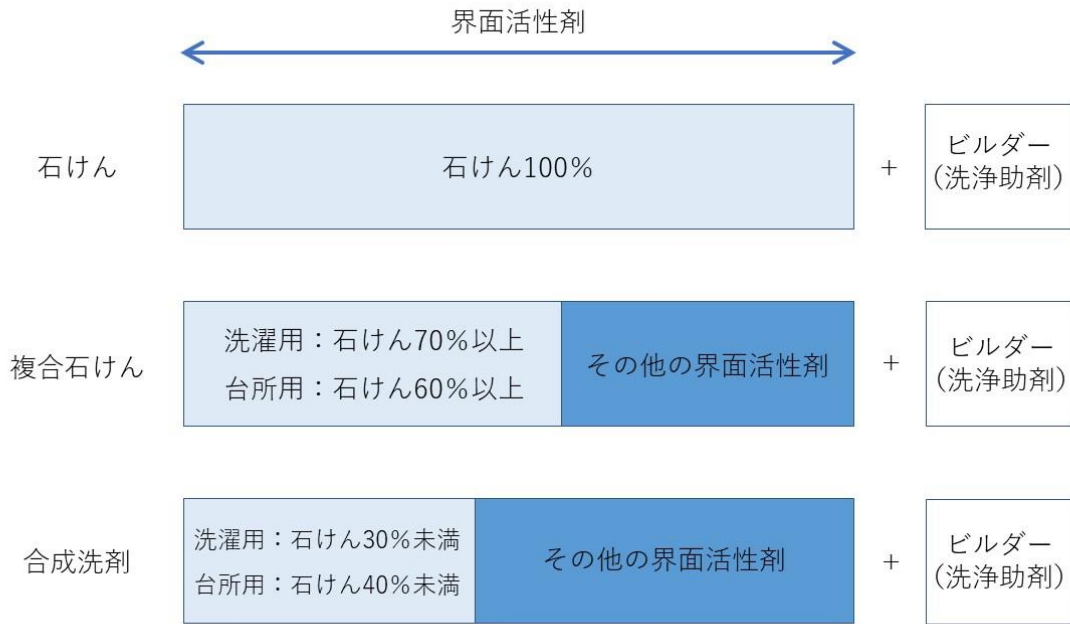 界面活性剤
石けん
石けん100%
+
ビルダー
(洗浄助剤)
複合石けん
洗濯用：石けん70%以上
台所用：石けん60%以上
その他の界面活性剤
+
ビルダー
(洗浄助剤)
合成洗剤
洗濯用：石けん30%未満
台所用：石けん40%未満
その他の界面活性剤
+
ビルダー
(洗浄助剤)